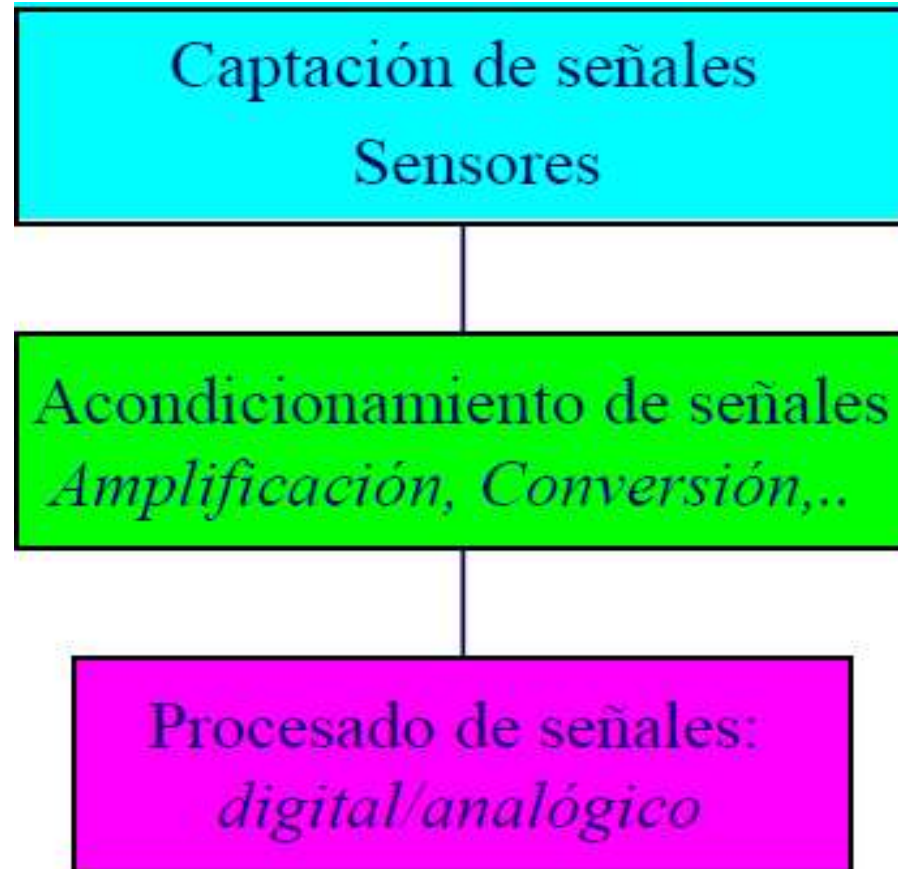 Captación de señales
Sensores
Acondicionamiento de señales
Amplificación, Conversión,..
Procesado de señales:
digital/analógico